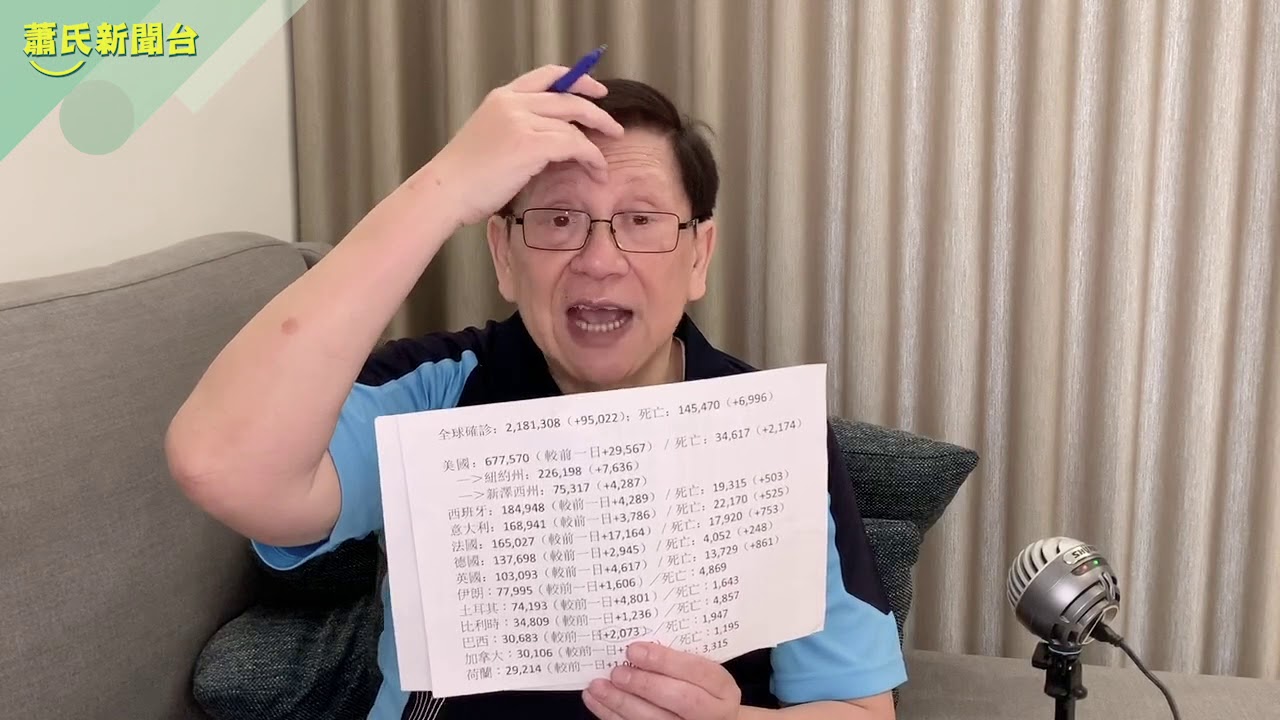 蕭氏新聞台
全球確診：2,181,308（+95,022）；死亡：145,470（+6,996）
美國：677,570（較前一日+29,567） / 死亡：34,617（+2,174）
—>紐約州：226,198（+7,636）
—>新澤西州：75,317（+4,287）
西班牙：184,948（較前一日+4,289） / 死亡：19,315（+503）
意大利：168,941（較前一日+3,786） / 死亡：22,170（+525）
法國：165,027（較前一日+17,164） / 死亡：17,920（+753）
德國：137,698（較前一日+2,945） / 死亡：4,052（+248）
英國：103,093（較前一日+4,617） / 死亡：13,729（+861）
伊朗：77,995（較前一日+1,606）／死亡：4,869
土耳其：74,193（較前一日+4,801）／死亡：1,643
比利時：34,809（較前一日+1,236）／死亡：4,857
巴西：30,683（較前一日+2,073）／死亡：1,947
加拿大：30,106（較前一日 ／死亡：1,195
荷蘭：29,214（較前一日 3,315
SHURE